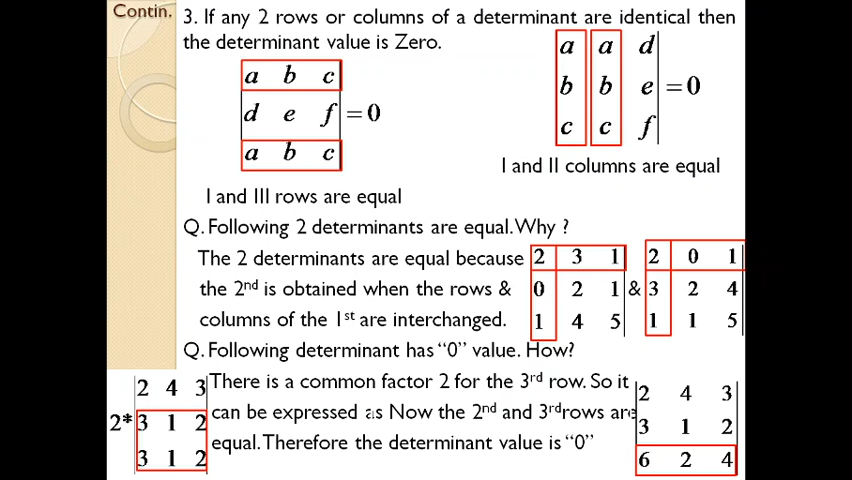 Contin.
3. If any 2 rows or columns of a determinant are identical then
the determinant value is Zero.
a b c
d e f = 0
a b c
a a d
b b e = 0
c c f
I and II columns are equal
I and III rows are equal
Q. Following 2 determinants are equal. Why ?
The 2 determinants are equal because
the 2nd is obtained when the rows &
columns of the 1st are interchanged.
2 3 1
0 2 1
1 4 5
&
2 0 1
3 2 4
1 1 5
Q. Following determinant has “0” value. How?
There is a common factor 2 for the 3rd row. So it
can be expressed as Now the 2nd and 3rd rows are
equal. Therefore the determinant value is “0”
2 4 3
2* 3 1 2
3 1 2
2 4 3
3 1 2
6 2 4